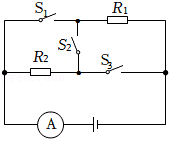 S₁ R₁
S₂
R₂ S₃
A